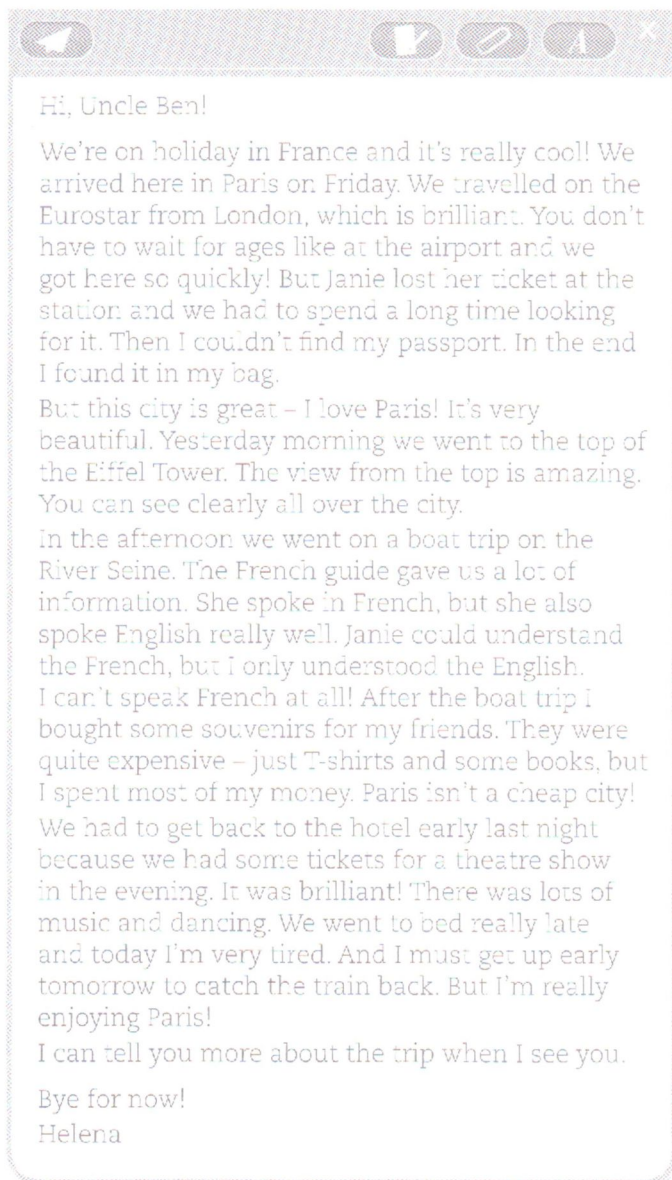 Hi, Uncle Ben!
We're on holiday in France and it's really cool! We
arrived here in Paris on Friday. We travelled on the
Eurostar from London, which is brilliant. You don't
have to wait for ages like at the airport and we
got here so quickly! But Janie lost her ticket at the
station and we had to spend a long time looking
for it. Then I couldn't find my passport. In the end
I found it in my bag.
But this city is great – I love Paris! It's very
beautiful. Yesterday morning we went to the top of
the Eiffel Tower. The view from the top is amazing.
You can see clearly all over the city.
In the afternoon we went on a boat trip on the
River Seine. The French guide gave us a lot of
information. She spoke in French, but she also
spoke English really well. Janie could understand
the French, but I only understood the English.
I can't speak French at all! After the boat trip I
bought some souvenirs for my friends. They were
quite expensive – just T-shirts and some books, but
I spent most of my money. Paris isn't a cheap city!
We had to get back to the hotel early last night
because we had some tickets for a theatre show
in the evening. It was brilliant! There was lots of
music and dancing. We went to bed really late
and today I'm very tired. And I must get up early
tomorrow to catch the train back. But I'm really
enjoying Paris!
I can tell you more about the trip when I see you.
Bye for now!
Helena